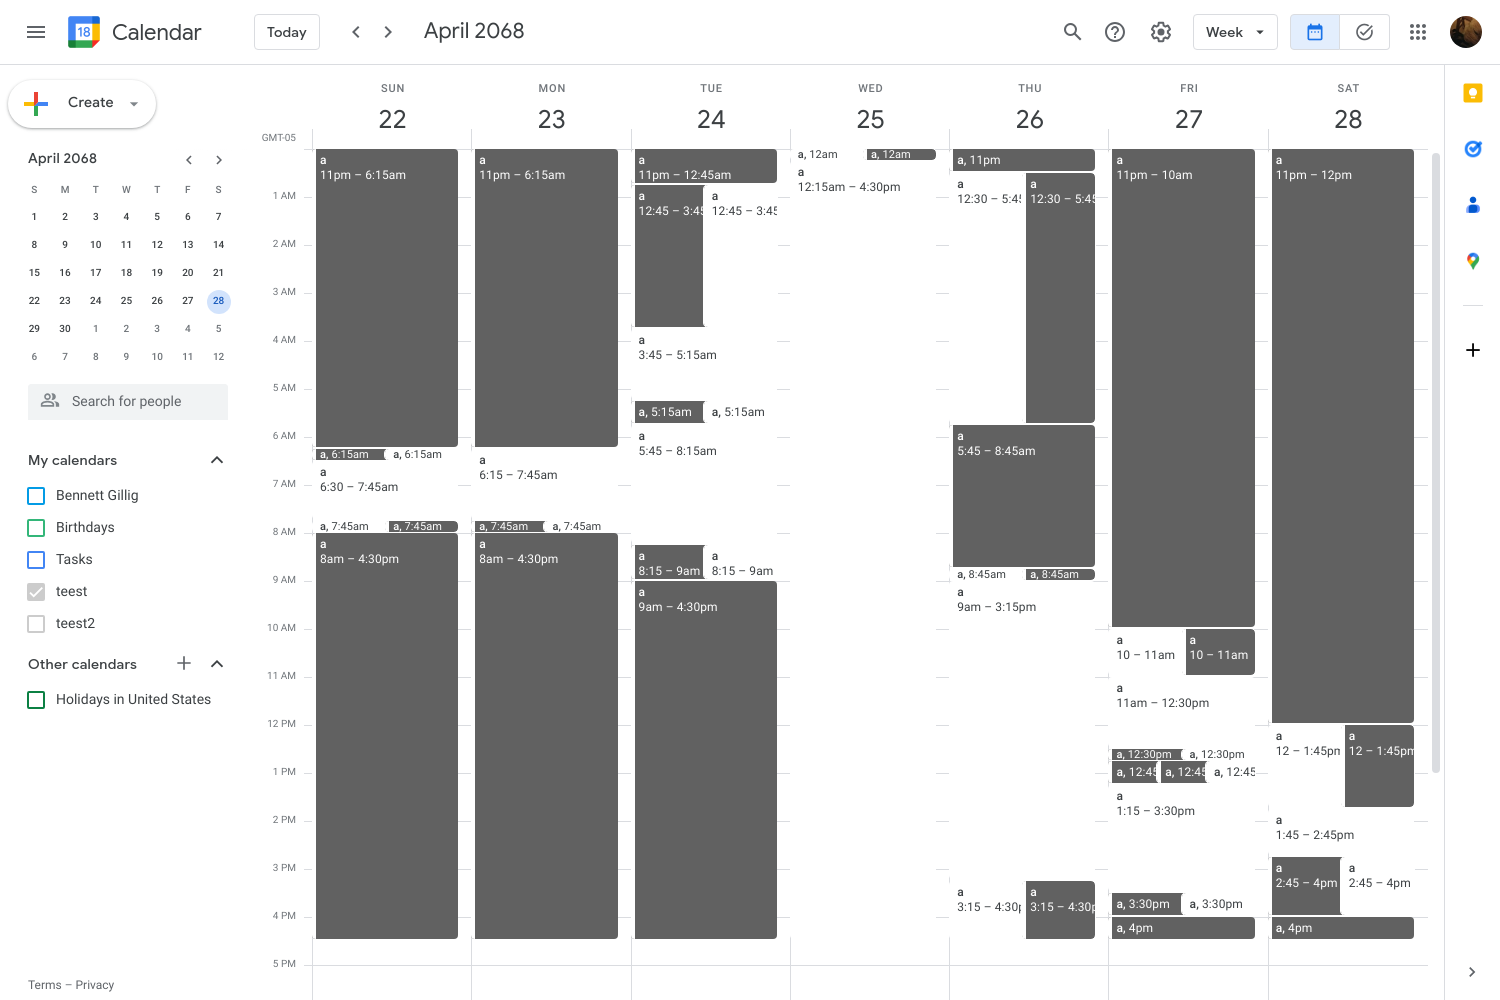 18 Calendar
Today
April 2068
Week
Create
April 2068
S M T W T F S
1 2 3 4 5 6 7
8 9 10 11 12 13 14
15 16 17 18 19 20 21
22 23 24 25 26 27 28
29 30 1 2 3 4 5
6 7 8 9 10 11 12
Search for people
My calendars
Bennett Gillig
Birthdays
Tasks
teest
teest2
Other calendars
Holidays in United States
Terms – Privacy
GMT-05
1 AM
2 AM
3 AM
4 AM
5 AM
6 AM
7 AM
8 AM
9 AM
10 AM
11 AM
12 PM
1 PM
2 PM
3 PM
4 PM
5 PM
SUN
22
a
11pm – 6:15am
a, 6:15am
a, 6:15am
a
6:30 – 7:45am
a, 7:45am
a, 7:45am
a
8am – 4:30pm
MON
23
a
11pm – 6:15am
a
6:15 – 7:45am
a, 7:45am
a, 7:45am
a
8am – 4:30pm
TUE
24
a
11pm – 12:45am
a
12:45 – 3:45
a
12:45 – 3:45
a
3:45 – 5:15am
a, 5:15am
a, 5:15am
a
5:45 – 8:15pm
a
8:15 – 9am
a
8:15 – 9am
a
9am – 4:30pm
WED
25
a, 12am
a, 12am
a
12:15am – 4:30pm
THU
26
a, 11pm
a
12:30 – 5:45
a
12:30 – 5:45
a
5:45 – 8:45am
a, 8:45am
a, 8:45am
a
9am – 3:15pm
a
3:15 – 4:30p
a
3:15 – 4:30p
FRI
27
a
11pm – 10am
a
10 – 11am
a
10 – 11am
a
11am – 12:30pm
a, 12:30pm
a, 12:30pm
a, 12:45
a, 12:45
a, 12:45
a
1:15 – 3:30pm
a, 3:30pm
a, 3:30pm
a, 4pm
SAT
28
a
11pm – 12pm
a
12 – 1:45pm
a
12 – 1:45pm
a
1:45 – 2:45pm
a
2:45 – 4pm
a
2:45 – 4pm
a, 4pm